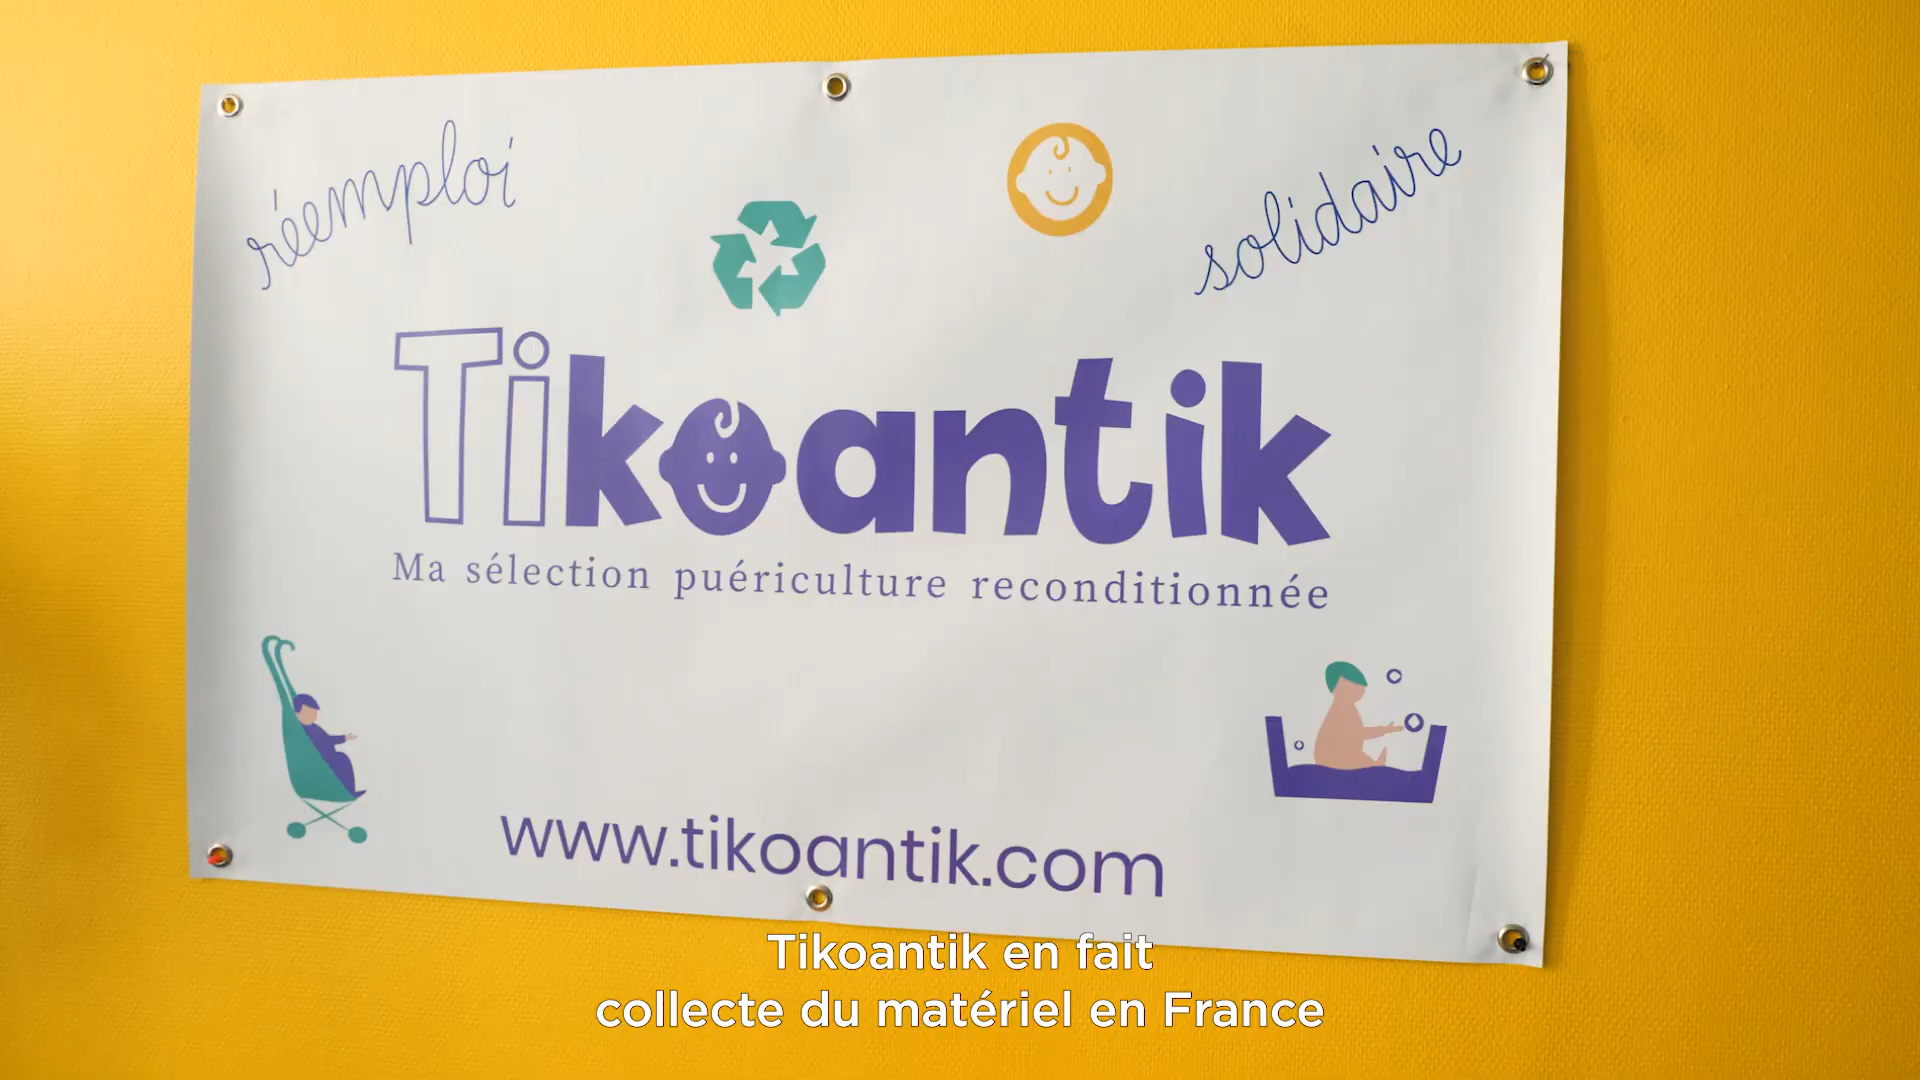 réemploi
solidaire
Tikoantik
Ma sélection puériculture reconditionnée
www.tikoantik.com
Tikoantik en fait
collecte du matériel en France